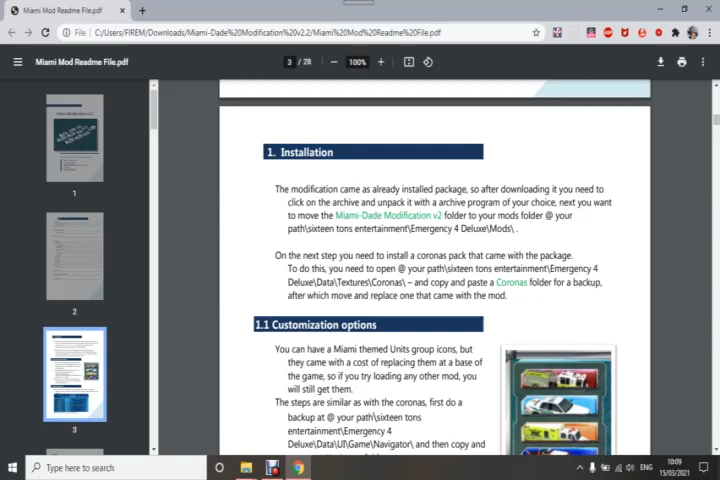 Miami Mod Readme File.pdf
File
C:/Users/FIREM/Downloads/Miami-Dade%20Modification%20v2.2/Miami%20Mod%20Readme%20File.pdf
Miami Mod Readme File.pdf
3 / 28
100%
1
2
3
1. Installation
The modification came as already installed package, so after downloading it you need to
click on the archive and unpack it with a archive program of your choice, next you want
to move the Miami-Dade Modification v2 folder to your mods folder @ your
path\sixteen tons entertainment\Emergency 4 Deluxe\Mods\ .
On the next step you need to install a coronas pack that came with the package.
To do this, you need to open @ your path\sixteen tons entertainment\Emergency 4
Deluxe\Data\Textures\Coronas\ – and copy and paste a Coronas folder for a backup,
after which move and replace one that came with the mod.
1.1 Customization options
You can have a Miami themed Units group icons, but
they came with a cost of replacing them at a base of
the game, so if you try loading any other mod, you
will still get them.
The steps are similar as with the coronas, first do a
backup at @ your path\sixteen tons
entertainment\Emergency 4
Deluxe\Data\UI\Game\Navigator\ and then copy and
Type here to search
ENG
10:09
15/03/2021